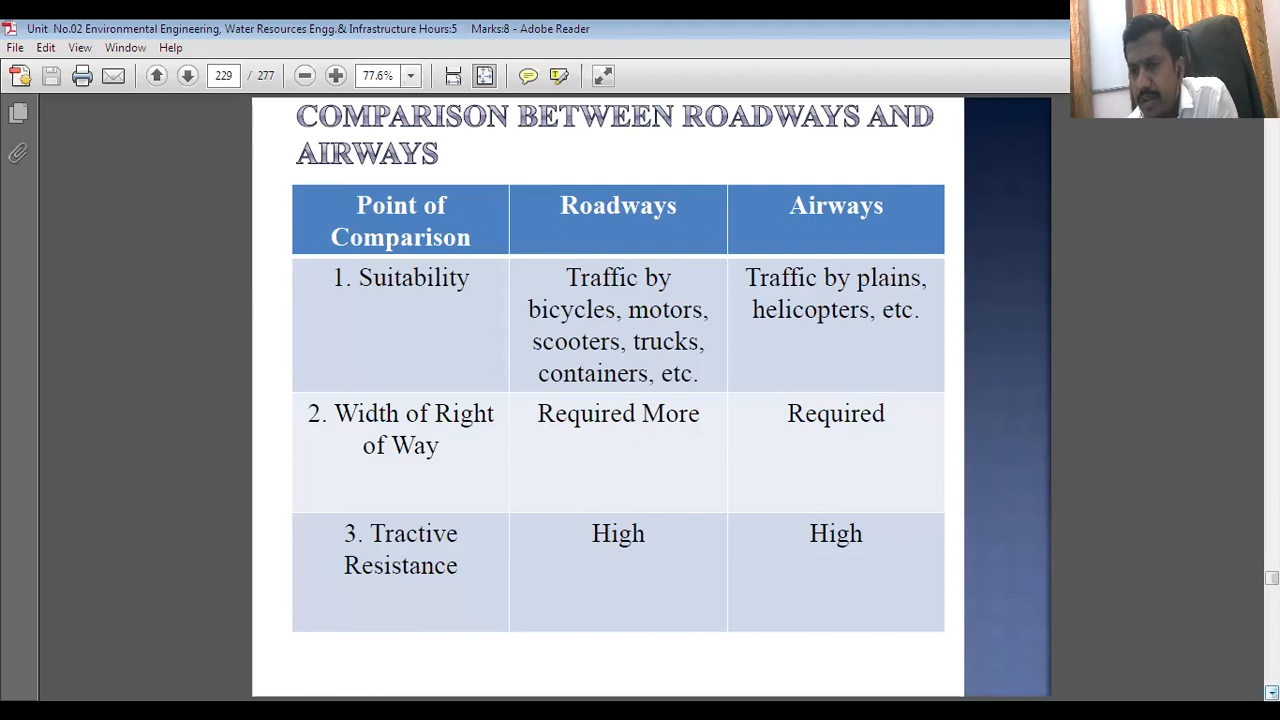 Unit No.02 Environmental Engineering, Water Resources Engg.& Infrastructure Hours:5 Marks:8 - Adobe Reader
File Edit View Window Help
229 / 277 77.6%
COMPARISON BETWEEN ROADWAYS AND
AIRWAYS
Point of
Comparison
Roadways
Airways
1. Suitability
Traffic by
bicycles, motors,
scooters, trucks,
containers, etc.
Traffic by plains,
helicopters, etc.
2. Width of Right
of Way
Required More
Required
3. Tractive
Resistance
High
High